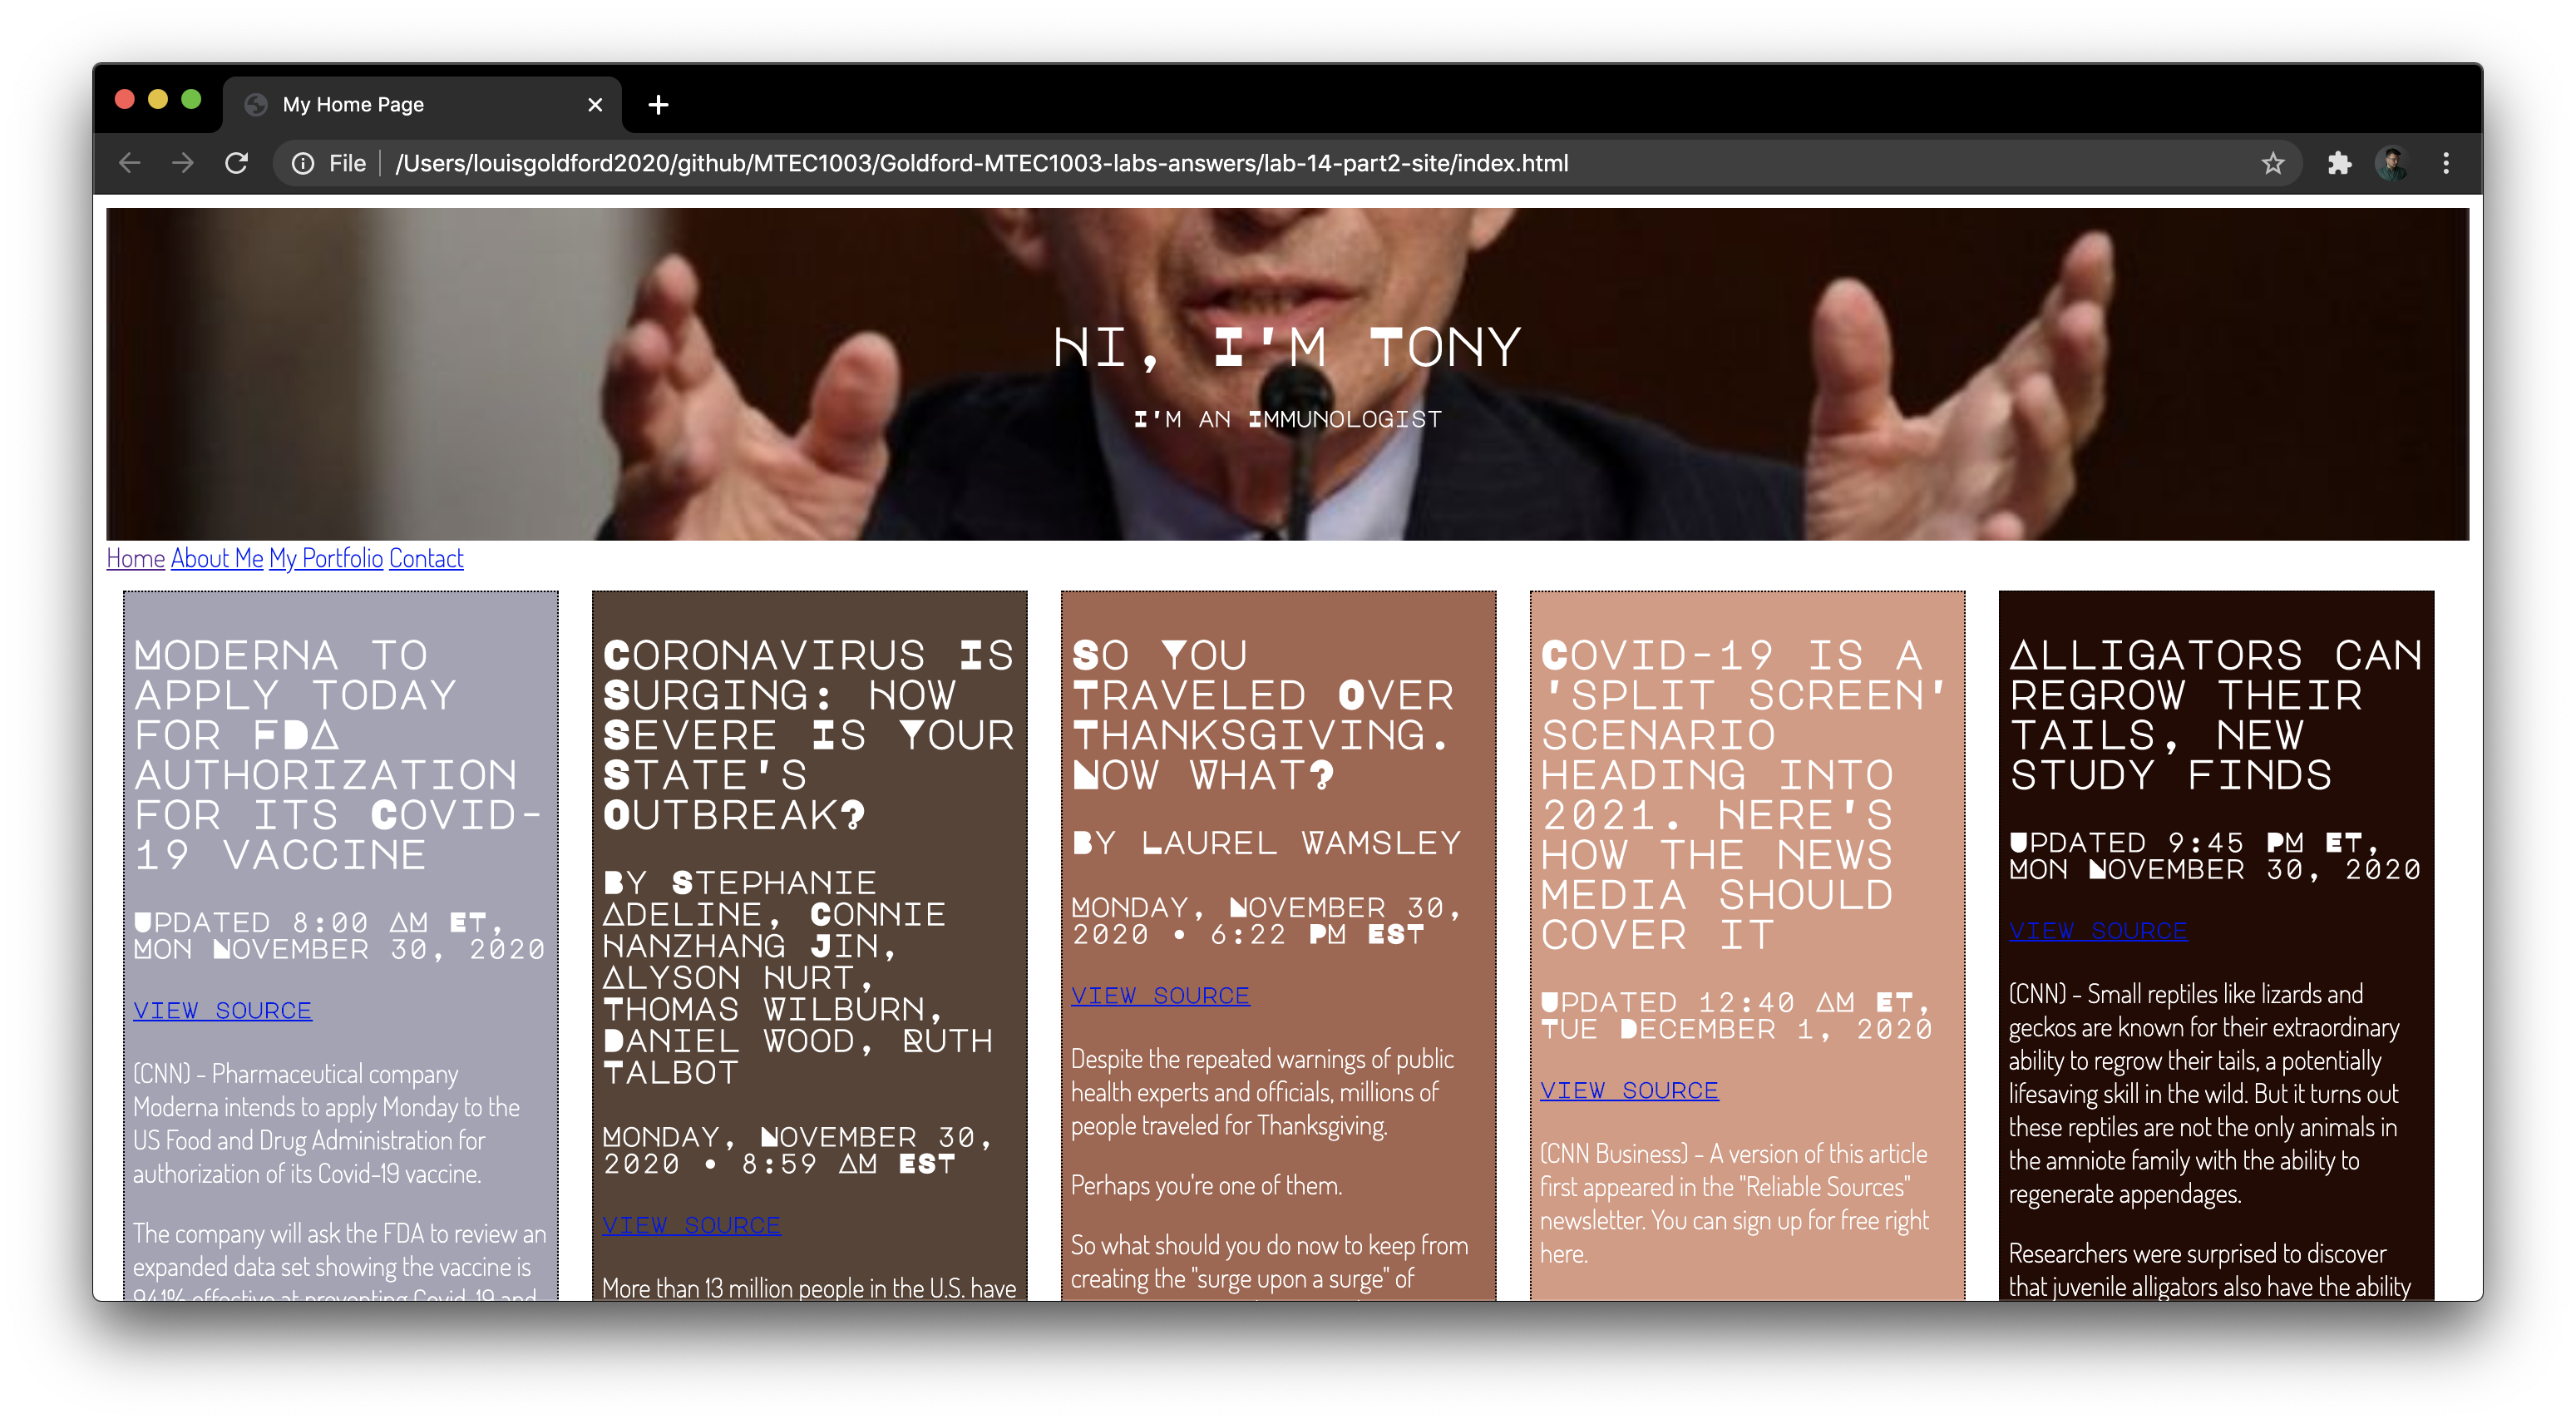 My Home Page
File /Users/louisgoldford2020/github/MTEC1003/Goldford-MTEC1003-labs-answers/lab-14-part2-site/index.html
Hi, I'm Tony
I'm an Immunologist
Home About Me My Portfolio Contact
Moderna to
apply today
for FDA
authorization
for its Covid-
19 vaccine
Updated 8:00 AM ET,
Mon November 30, 2020
view source
(CNN) - Pharmaceutical company
Moderna intends to apply Monday to the
US Food and Drug Administration for
authorization of its Covid-19 vaccine.
The company will ask the FDA to review an
expanded data set showing the vaccine is
94.1% effective at preventing Covid-19 and
Coronavirus Is
Surging: How
Severe Is Your
State's
Outbreak?
By Stephanie
Adeline, Connie
Hanzhang Jin,
Alyson Hurt,
Thomas Wilburn,
Daniel Wood, Ruth
Talbot
Monday, November 30,
2020 • 8:59 AM EST
view source
More than 13 million people in the U.S. have
So You
Traveled Over
Thanksgiving.
Now What?
By Laurel Wamsley
Monday, November 30,
2020 • 6:22 PM EST
view source
Despite the repeated warnings of public
health experts and officials, millions of
people traveled for Thanksgiving.
Perhaps you're one of them.
So what should you do now to keep from
creating the "surge upon a surge" of
Covid-19 is a
'split screen'
scenario
heading into
2021. Here's
how the news
media should
cover it
Updated 12:40 AM ET,
Tue December 1, 2020
view source
(CNN Business) - A version of this article
first appeared in the "Reliable Sources"
newsletter. You can sign up for free right
here.
Alligators can
regrow their
tails, new
study finds
Updated 9:45 PM ET,
Mon November 30, 2020
view source
(CNN) - Small reptiles like lizards and
geckos are known for their extraordinary
ability to regrow their tails, a potentially
lifesaving skill in the wild. But it turns out
these reptiles are not the only animals in
the amniote family with the ability to
regenerate appendages.
Researchers were surprised to discover
that juvenile alligators also have the ability